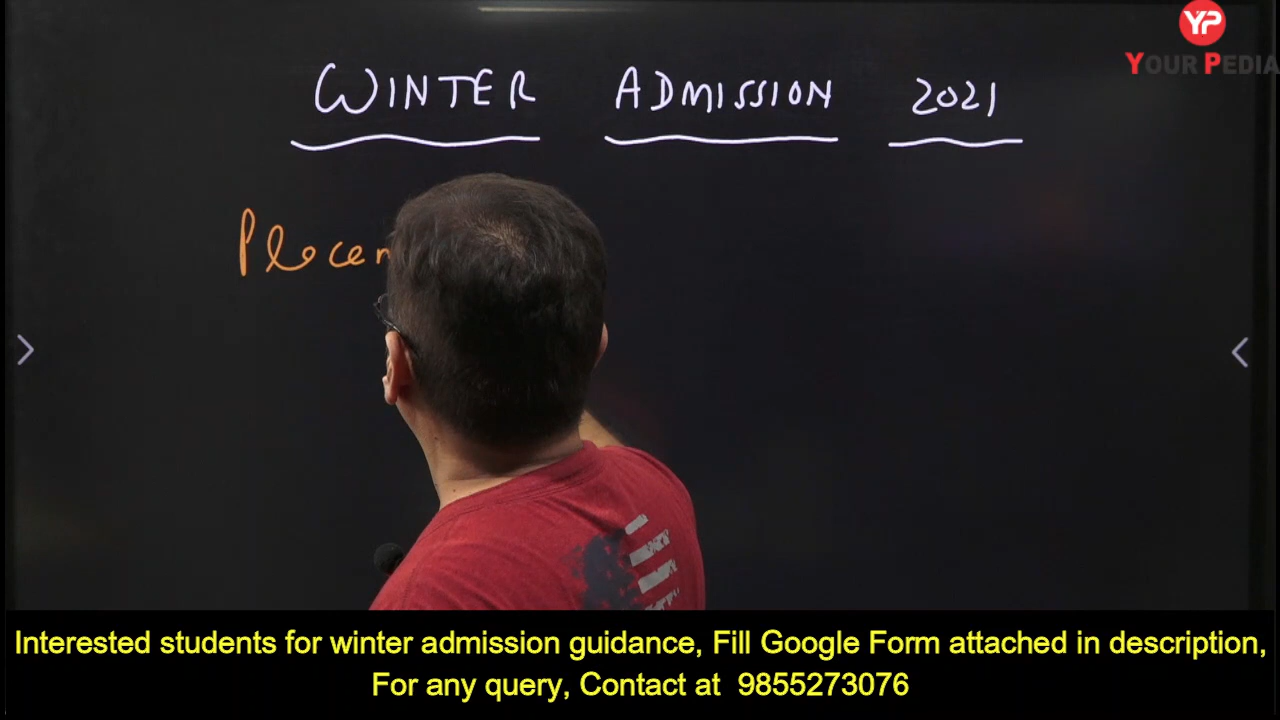 YP
YOUR PEDIA
WINTER ADMISSION 2021
Interested students for winter admission guidance, Fill Google Form attached in description,
For any query, Contact at 9855273076